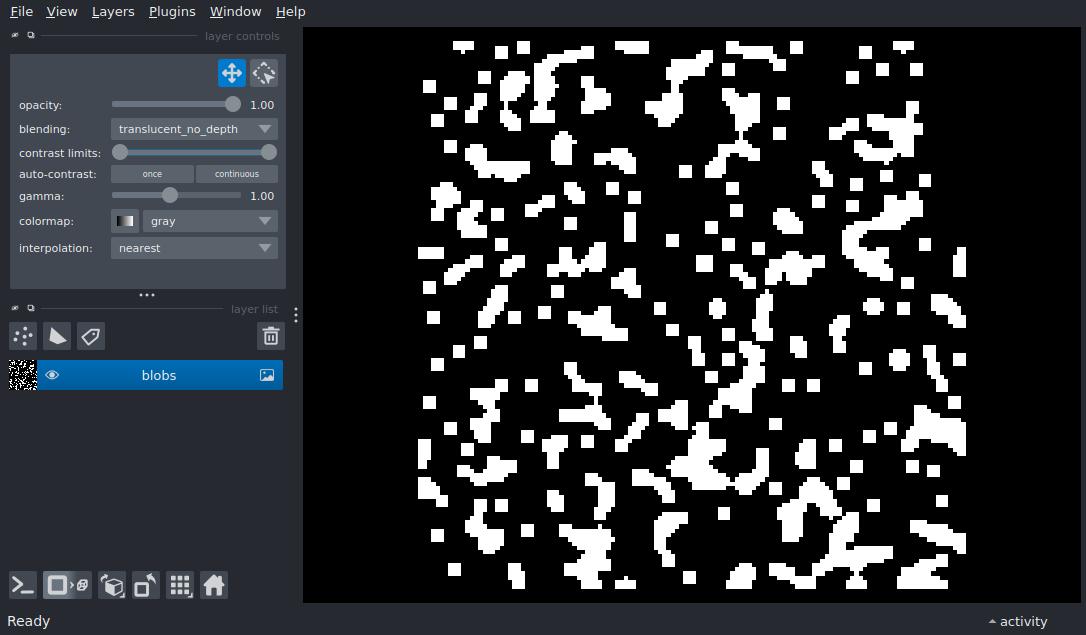 File View Layers Plugins Window Help
layer controls
opacity: 1.00
blending: translucent_no_depth
contrast limits:
auto-contrast: once continuous
gamma: 1.00
colormap: gray
interpolation: nearest
layer list
blobs
Ready
activity